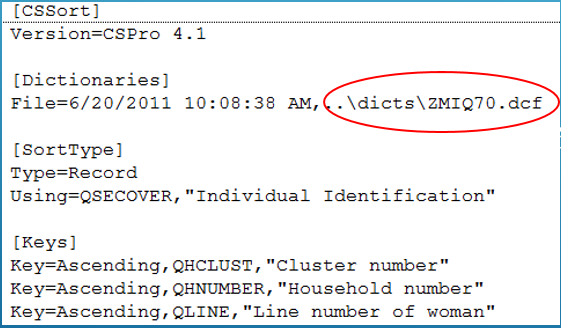 [CSSort]
Version=CSPro 4.1
[Dictionaries]
File=6/20/2011 10:08:38 AM,..\dicts\ZMIQ70.dcf
[SortType]
Type=Record
Using=QSECOVER,"Individual Identification"
[Keys]
Key=Ascending,QHCLUST,"Cluster number"
Key=Ascending,QHNUMBER,"Household number"
Key=Ascending,QLINE,"Line number of woman"